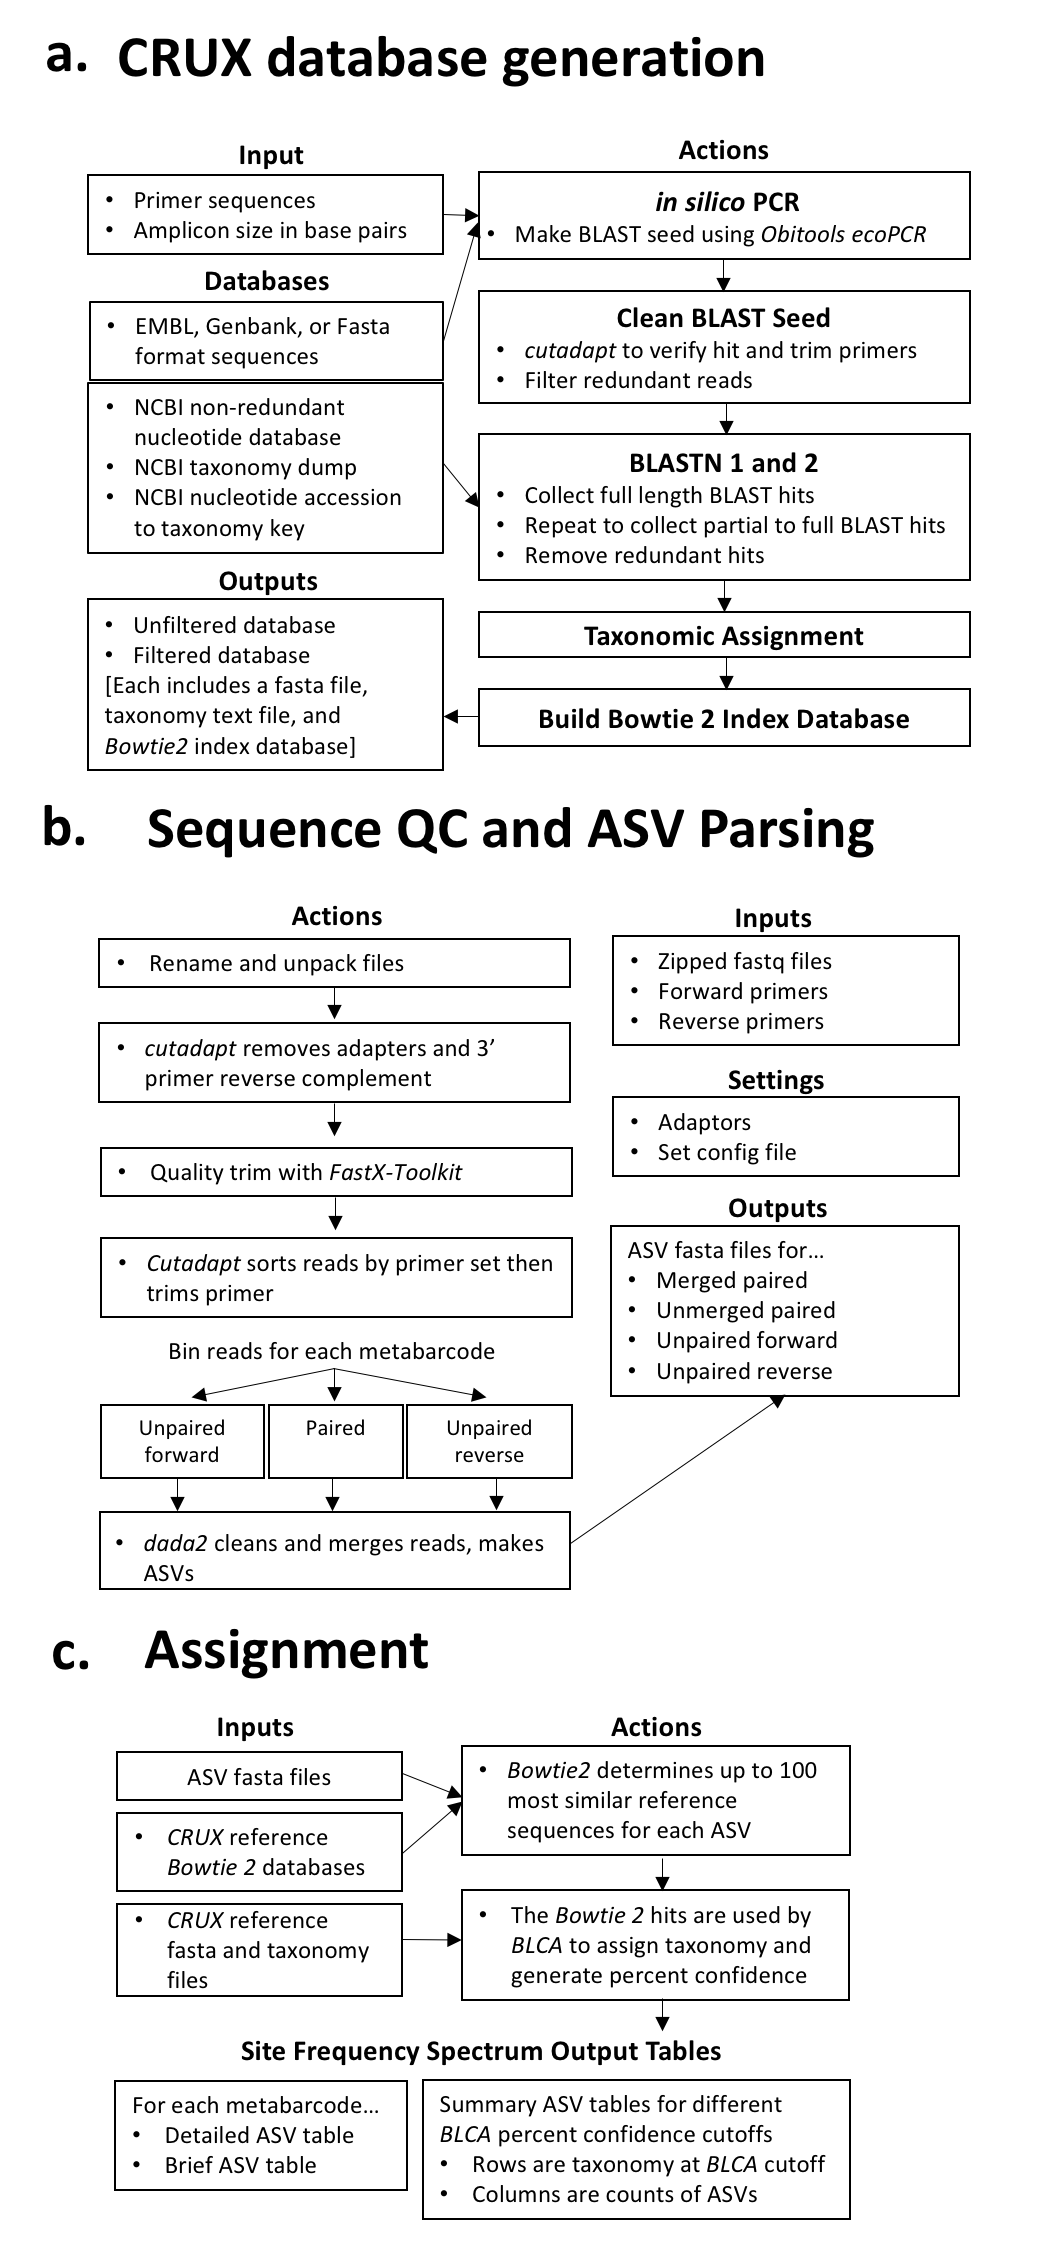 a. CRUX database generation
Input
• Primer sequences
• Amplicon size in base pairs
Databases
• EMBL, Genbank, or Fasta
format sequences
• NCBI non-redundant
nucleotide database
• NCBI taxonomy dump
• NCBI nucleotide accession
to taxonomy key
Outputs
• Unfiltered database
• Filtered database
[Each includes a fasta file,
taxonomy text file, and
Bowtie2 index database]
Actions
in silico PCR
• Make BLAST seed using Obitools ecoPCR
Clean BLAST Seed
• cutadapt to verify hit and trim primers
• Filter redundant reads
BLASTN 1 and 2
• Collect full length BLAST hits
• Repeat to collect partial to full BLAST hits
• Remove redundant hits
Taxonomic Assignment
Build Bowtie 2 Index Database
b. Sequence QC and ASV Parsing
Actions
• Rename and unpack files
• cutadapt removes adapters and 3’
primer reverse complement
• Quality trim with FastX-Toolkit
• Cutadapt sorts reads by primer set then
trims primer
Bin reads for each metabarcode
Unpaired
forward
Paired
Unpaired
reverse
• dada2 cleans and merges reads, makes
ASVs
Inputs
• Zipped fastq files
• Forward primers
• Reverse primers
Settings
• Adaptors
• Set config file
Outputs
ASV fasta files for…
• Merged paired
• Unmerged paired
• Unpaired forward
• Unpaired reverse
c. Assignment
Inputs
ASV fasta files
• CRUX reference
Bowtie 2 databases
• CRUX reference
fasta and taxonomy
files
Actions
• Bowtie2 determines up to 100
most similar reference
sequences for each ASV
• The Bowtie 2 hits are used by
BLCA to assign taxonomy and
generate percent confidence
Site Frequency Spectrum Output Tables
For each metabarcode…
• Detailed ASV table
• Brief ASV table
Summary ASV tables for different
BLCA percent confidence cutoffs
• Rows are taxonomy at BLCA cutoff
• Columns are counts of ASVs